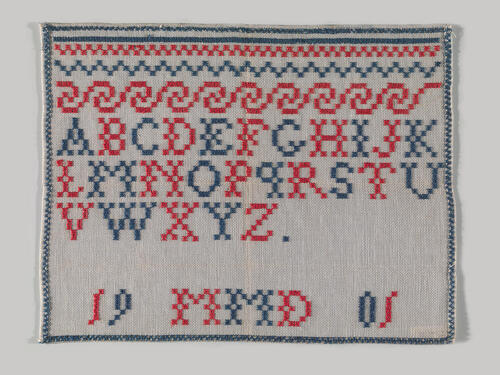 ABCDEFGHIJK
LMNOPQRSTU
VWXYZ.
19 MMD 01